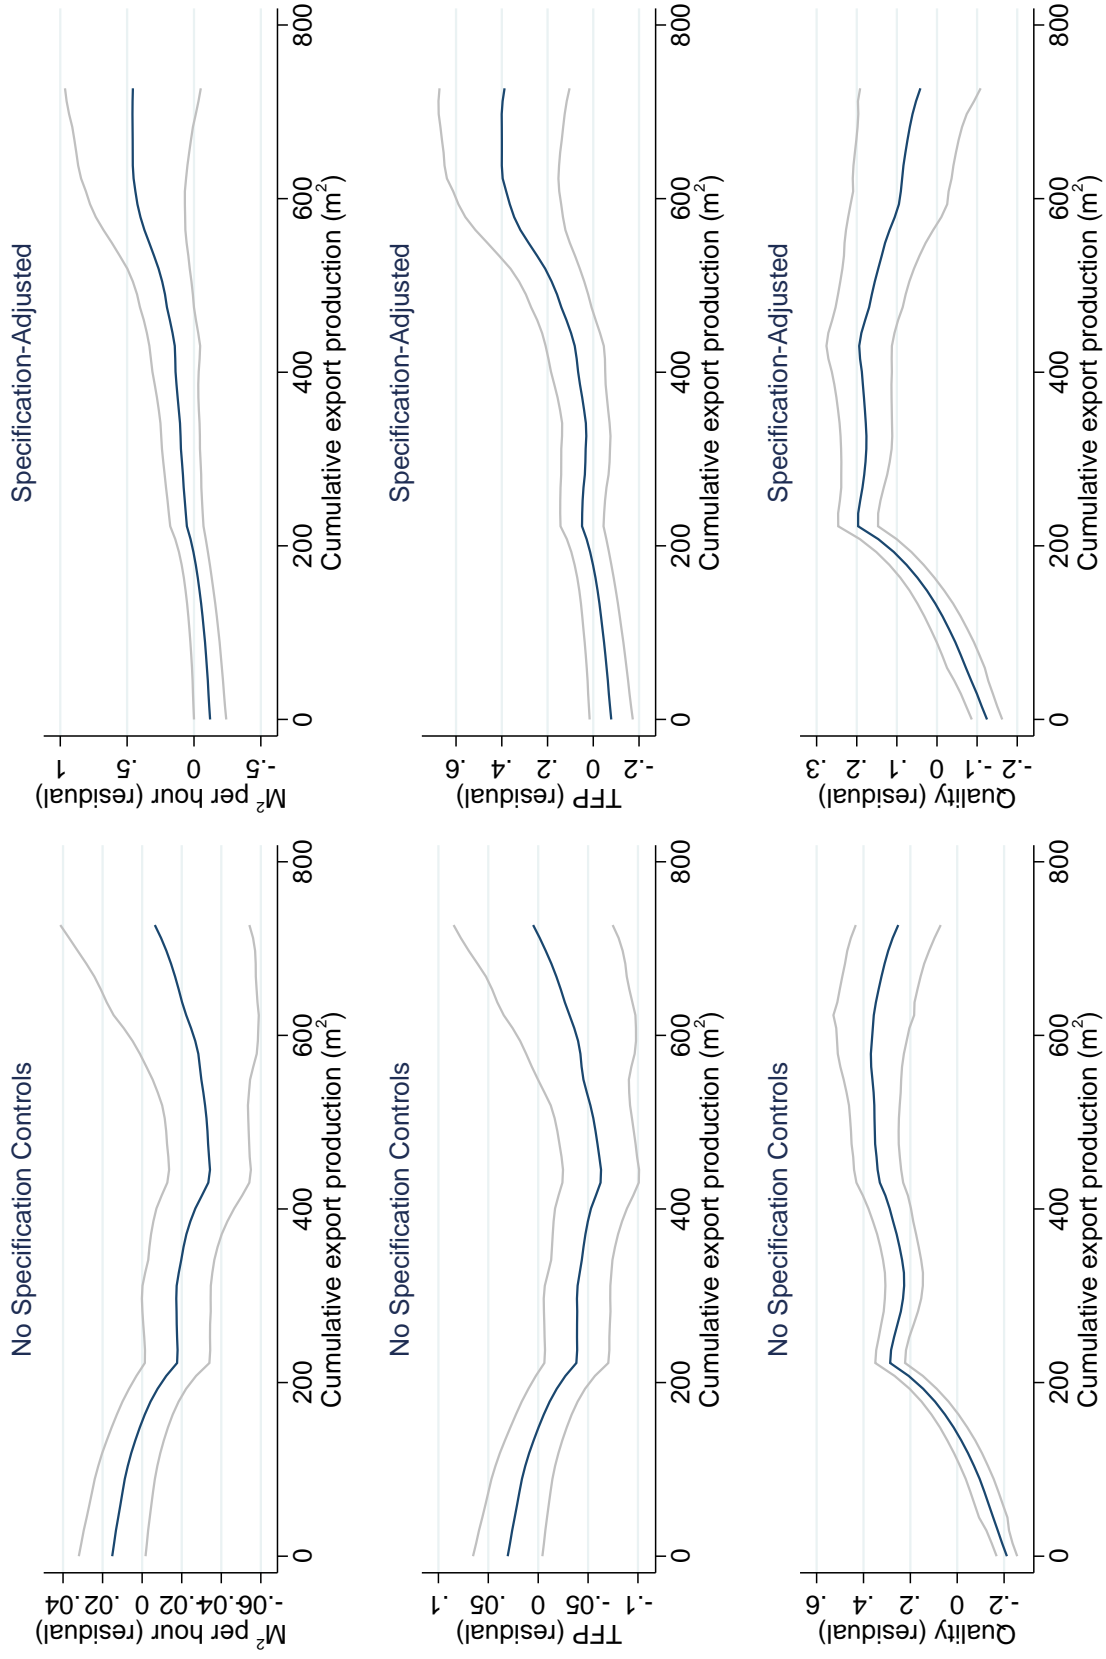 No Specification Controls
M² per hour (residual)
-.06 -.04 -.02 0 .02 .04
0 200 400 600 800
Cumulative export production (m²)
Specification-Adjusted
M² per hour (residual)
-.5 0 .5 1
0 200 400 600 800
Cumulative export production (m²)
No Specification Controls
TFP (residual)
-.1 -.05 0 .05 .1
0 200 400 600 800
Cumulative export production (m²)
Specification-Adjusted
TFP (residual)
-.2 0 .2 .4 .6
0 200 400 600 800
Cumulative export production (m²)
No Specification Controls
Quality (residual)
-.2 0 .2 .4 .6
0 200 400 600 800
Cumulative export production (m²)
Specification-Adjusted
Quality (residual)
-.2 -.1 0 .1 .2 .3
0 200 400 600 800
Cumulative export production (m²)